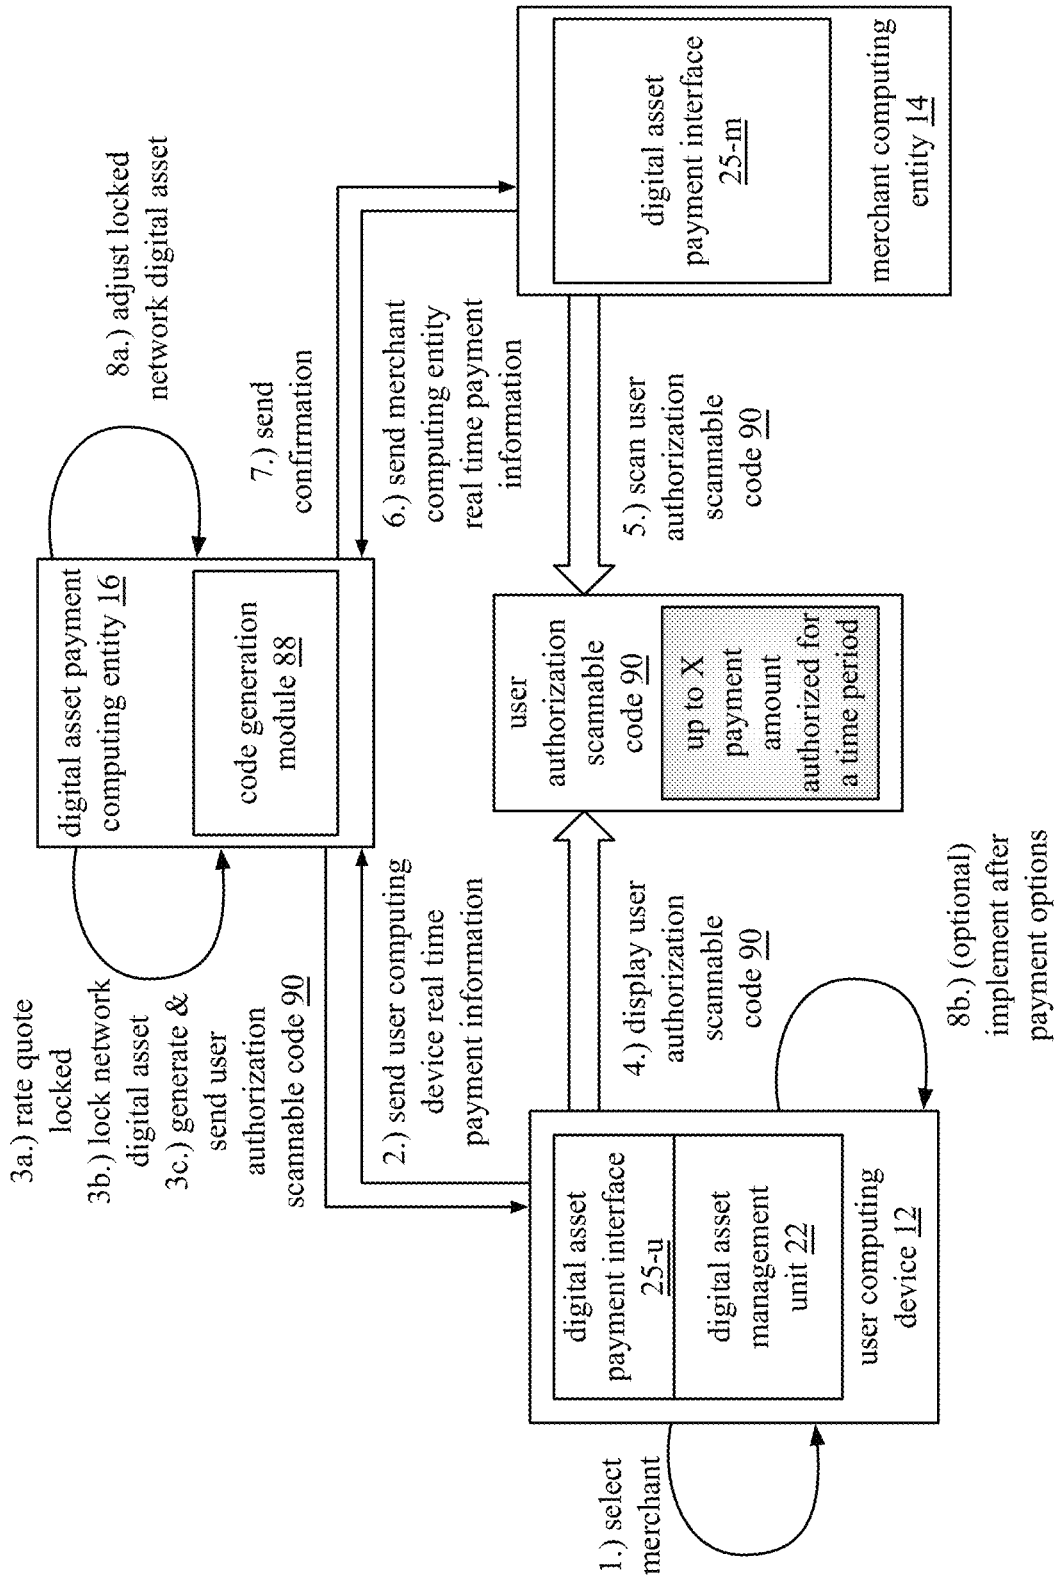 3a.) rate quote
locked
3b.) lock network
digital asset
3c.) generate &
send user
authorization
scannable code 90
digital asset payment
computing entity 16
code generation
module 88
8a.) adjust locked
network digital asset
7.) send
confirmation
2.) send user computing
device real time
payment information
6.) send merchant
computing entity
real time payment
information
1.) select
merchant
digital asset
payment interface
25-u
digital asset
management
unit 22
user computing
device 12
4.) display user
authorization
scannable
code 90
user
authorization
scannable
code 90
up to X
payment
amount
authorized for
a time period
5.) scan user
authorization
scannable
code 90
digital asset
payment interface
25-m
merchant computing
entity 14
8b.) (optional)
implement after
payment options